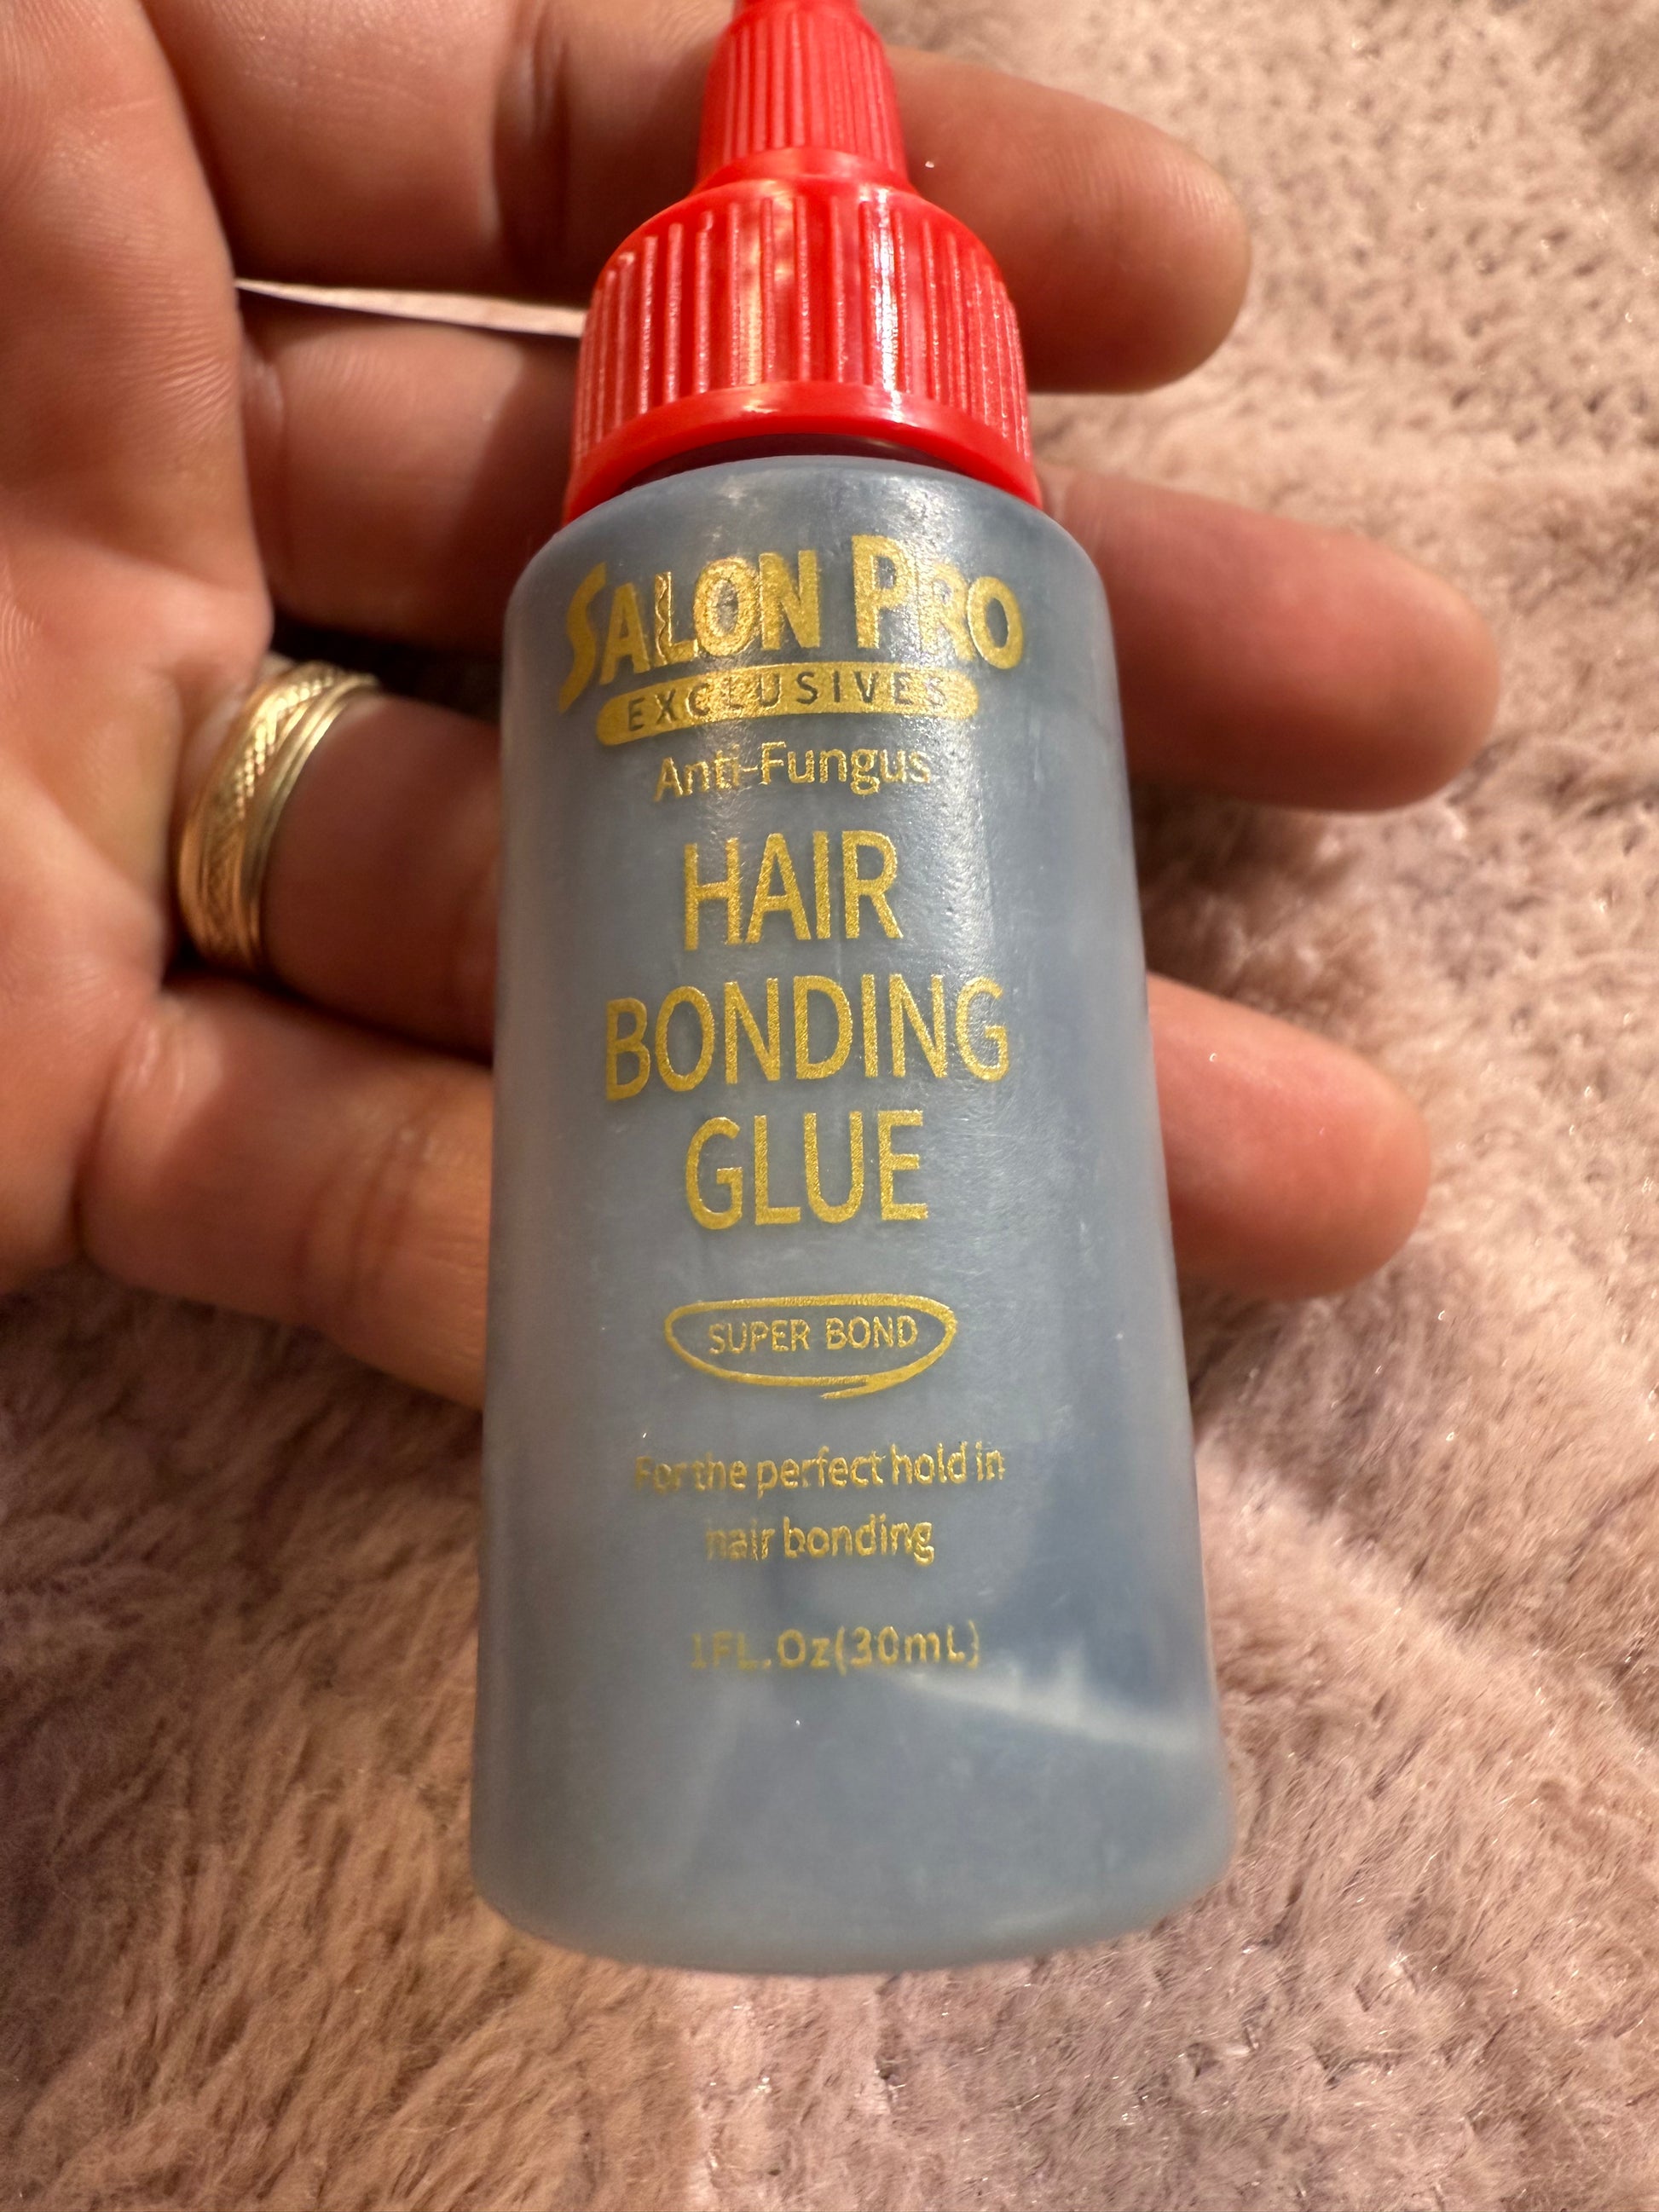 SALON PRO
EXCLUSIVES
Anti-Fungus
HAIR
BONDING
GLUE
SUPER BOND
For the perfect hold in
hair bonding
1FL.Oz(30mL)